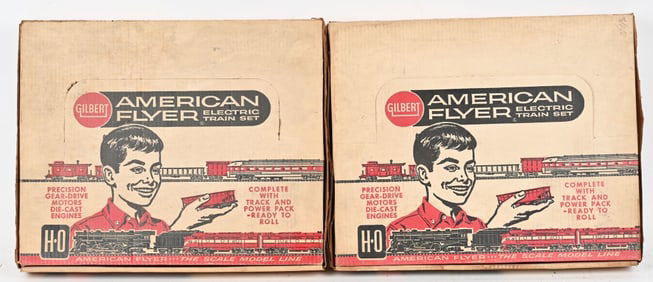 GILBERT
AMERICAN
FLYER ELECTRIC
TRAIN SET
PRECISION
GEAR-DRIVE
MOTORS
DIE-CAST
ENGINES
COMPLETE
WITH
TRACK AND
POWER PACK
-READY TO
ROLL
H-O
AMERICAN FLYER---THE SCALE MODEL LINE
GILBERT
AMERICAN
FLYER ELECTRIC
TRAIN SET
PRECISION
GEAR-DRIVE
MOTORS
DIE-CAST
ENGINES
COMPLETE
WITH
TRACK AND
POWER PACK
-READY TO
ROLL
H-O
AMERICAN FLYER---THE SCALE MODEL LINE